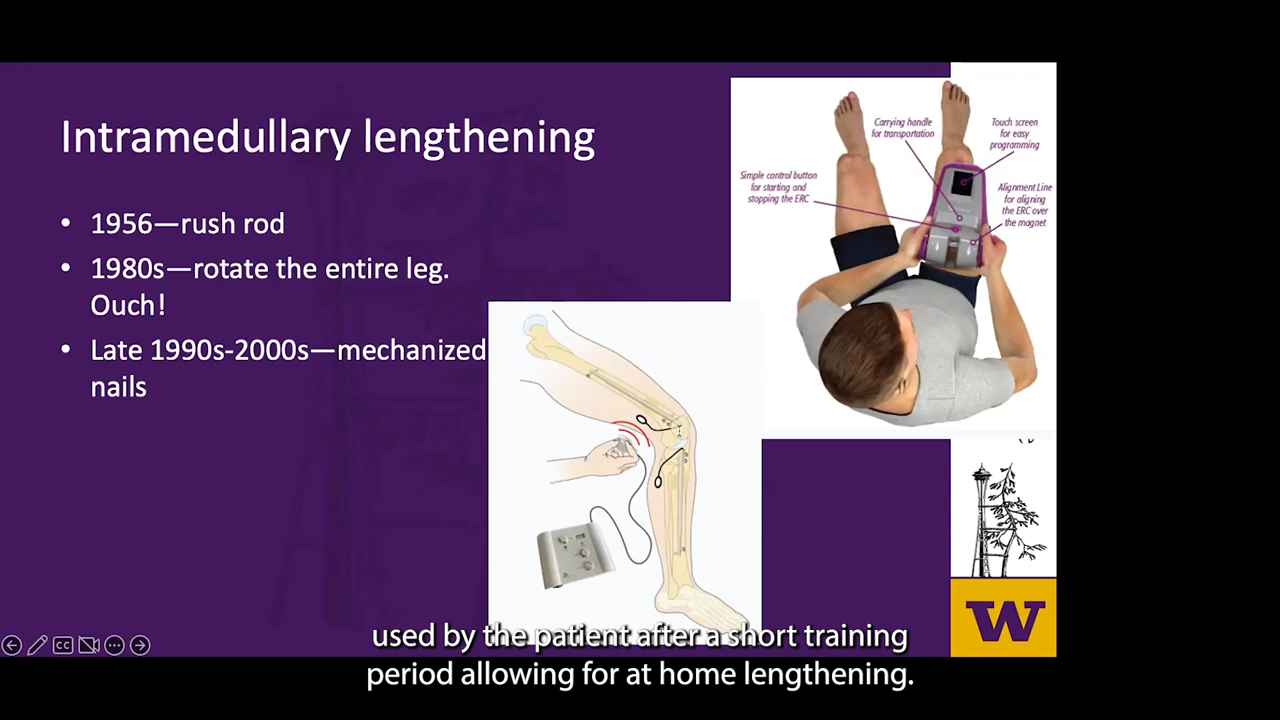 Intramedullary lengthening
• 1956—rush rod
• 1980s—rotate the entire leg.
Ouch!
• Late 1990s-2000s—mechanized
nails
Carrying handle
for transportation
Touch screen
for easy
programming
Simple control button
for starting and
stopping the ERC
Alignment Line
for aligning
the ERC over
the magnet
W
CC
used by the patient after a short training
period allowing for at home lengthening.